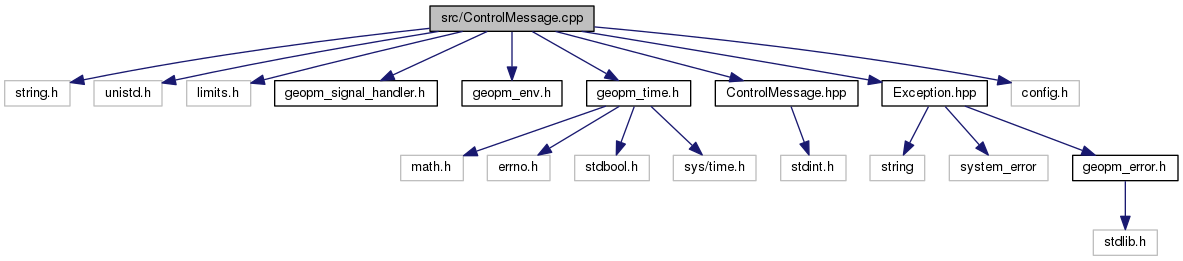 src/ControlMessage.cpp
string.h
unistd.h
limits.h
geopm_signal_handler.h
geopm_env.h
geopm_time.h
ControlMessage.hpp
Exception.hpp
config.h
math.h
errno.h
stdbool.h
sys/time.h
stdint.h
string
system_error
geopm_error.h
stdlib.h